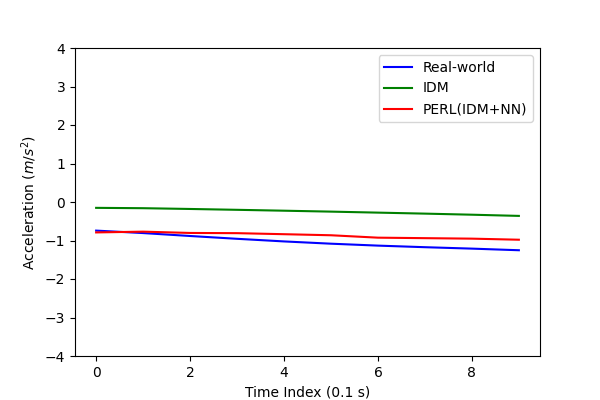 Real-world
IDM
PERL(IDM+NN)
Acceleration (m/s²)
4
3
2
1
0
−1
−2
−3
−4
0 2 4 6 8
Time Index (0.1 s)